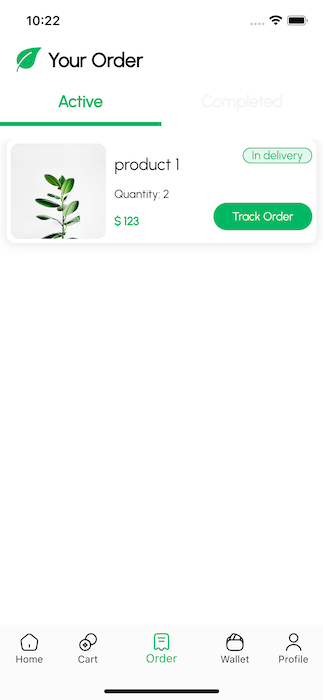 10:22
Your Order
Active
Completed
product 1
In delivery
Quantity: 2
$ 123
Track Order
Home
Cart
Order
Wallet
Profile